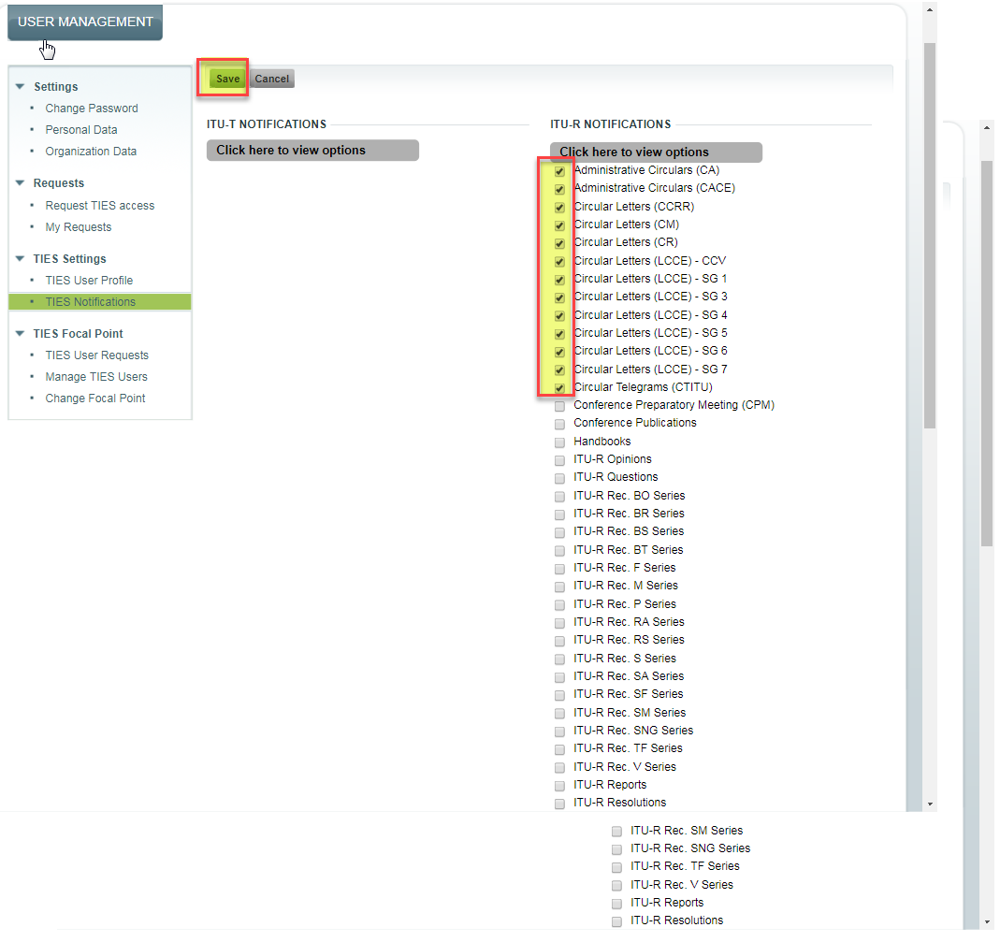 USER MANAGEMENT
Settings
Change Password
Personal Data
Organization Data
Requests
Request TIES access
My Requests
TIES Settings
TIES User Profile
TIES Notifications
TIES Focal Point
TIES User Requests
Manage TIES Users
Change Focal Point
Save Cancel
ITU-T NOTIFICATIONS
Click here to view options
ITU-R NOTIFICATIONS
Click here to view options
Administrative Circulars (CA)
Administrative Circulars (CACE)
Circular Letters (CCRR)
Circular Letters (CM)
Circular Letters (CR)
Circular Letters (LCCE) - CCV
Circular Letters (LCCE) - SG 1
Circular Letters (LCCE) - SG 3
Circular Letters (LCCE) - SG 4
Circular Letters (LCCE) - SG 5
Circular Letters (LCCE) - SG 6
Circular Letters (LCCE) - SG 7
Circular Telegrams (CTITU)
Conference Preparatory Meeting (CPM)
Conference Publications
Handbooks
ITU-R Opinions
ITU-R Questions
ITU-R Rec. BO Series
ITU-R Rec. BR Series
ITU-R Rec. BS Series
ITU-R Rec. BT Series
ITU-R Rec. F Series
ITU-R Rec. M Series
ITU-R Rec. P Series
ITU-R Rec. RA Series
ITU-R Rec. RS Series
ITU-R Rec. S Series
ITU-R Rec. SA Series
ITU-R Rec. SF Series
ITU-R Rec. SM Series
ITU-R Rec. SNG Series
ITU-R Rec. TF Series
ITU-R Rec. V Series
ITU-R Reports
ITU-R Resolutions
ITU-R Rec. SM Series
ITU-R Rec. SNG Series
ITU-R Rec. TF Series
ITU-R Rec. V Series
ITU-R Reports
ITU-R Resolutions